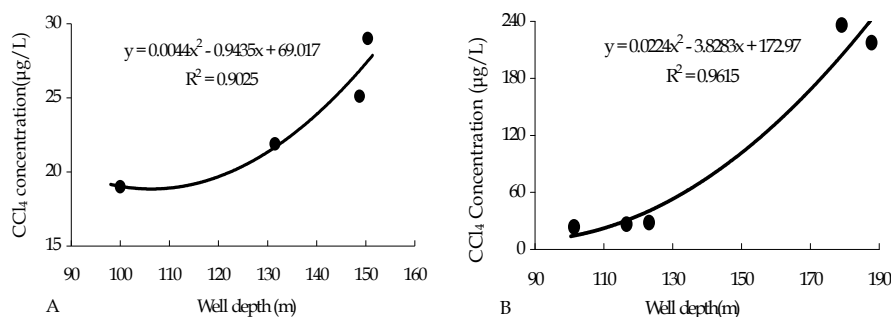 30
25
20
15
CCl₄ concentration(µg/L)
y = 0.0044x² - 0.9435x + 69.017
R² = 0.9025
90 100 110 120 130 140 150 160
A Well depth (m)
240
180
120
60
0
CCl₄ Concentration (µg/L)
y = 0.0224x² - 3.8283x + 172.97
R² = 0.9615
90 110 130 150 170 190
B Well depth(m)